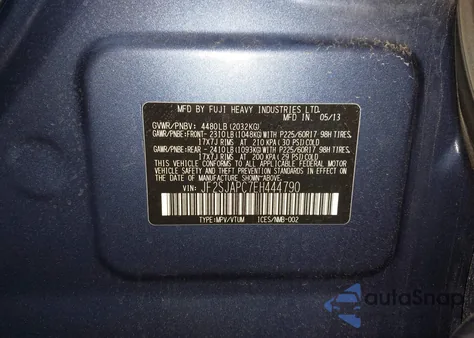 MFD BY FUJI HEAVY INDUSTRIES LTD.
MFD. IN. 05/13
GVWR/PNBV: 4480LB (2032KG)
GAWR/PNBE:FRONT - 2310LB (1048KG) WITH P225/60R17 98H TIRES,
17X7J RIMS AT 210 KPA (30 PSI) COLD
GAWR/PNBE:REAR - 2410LB (1093KG) WITH P225/60R17 98H TIRES,
17X7J RIMS AT 200 KPA (29 PSI) COLD
THIS VEHICLE CONFORMS TO ALL APPLICABLE FEDERAL MOTOR
VEHICLE SAFETY STANDARDS IN EFFECT ON THE DATE OF
MANUFACTURE SHOWN ABOVE.
VIN: JF2SJAPC7EH444790
TYPE:MPV/VTUM ICES/NMB-002
autoSnap